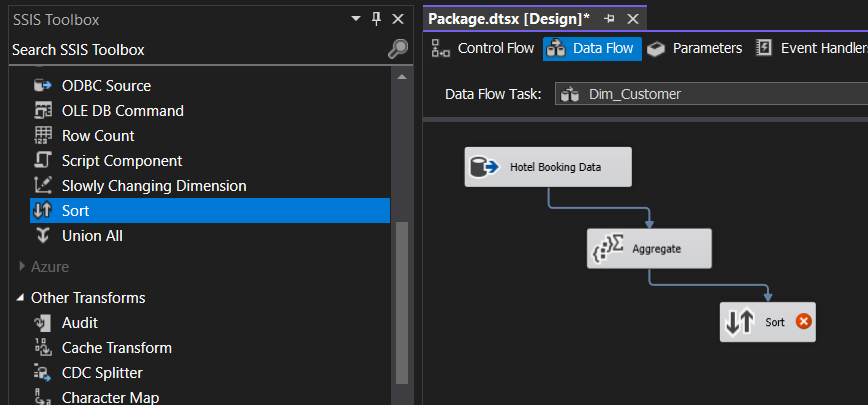 SSIS Toolbox
Search SSIS Toolbox
ODBC Source
OLE DB Command
Row Count
Script Component
Slowly Changing Dimension
Sort
Union All
Azure
Other Transforms
Audit
Cache Transform
CDC Splitter
Character Map
Package.dtsx [Design]*
Control Flow
Data Flow
Parameters
Event Handler
Data Flow Task:
Dim_Customer
Hotel Booking Data
Aggregate
Sort